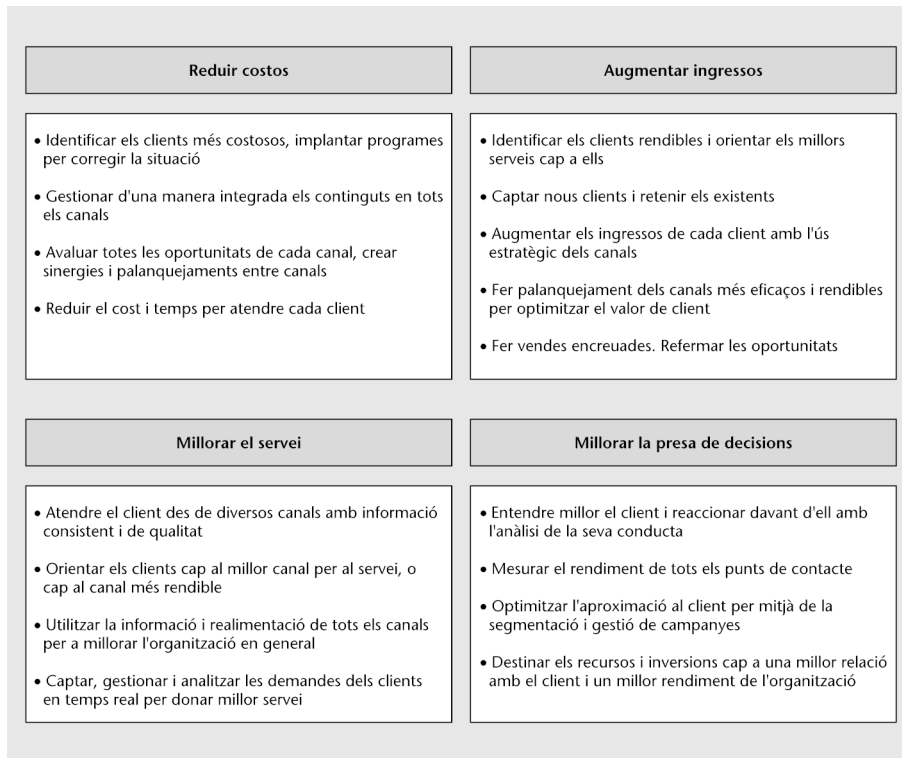 Reduir costos
• Identificar els clients més costosos, implantar programes
per corregir la situació
• Gestionar d'una manera integrada els continguts en tots
els canals
• Avaluar totes les oportunitats de cada canal, crear
sinergies i palanquejaments entre canals
• Reduir el cost i temps per atendre cada client
Augmentar ingressos
• Identificar els clients rendibles i orientar els millors
serveis cap a ells
• Captar nous clients i retenir els existents
• Augmentar els ingressos de cada client amb l'ús
estratègic dels canals
• Fer palanquejament dels canals més eficaços i rendibles
per optimitzar el valor de client
• Fer vendes encreuades. Refermar les oportunitats
Millorar el servei
• Atendre el client des de diversos canals amb informació
consistent i de qualitat
• Orientar els clients cap al millor canal per al servei, o
cap al canal més rendible
• Utilitzar la informació i realimentació de tots els canals
per a millorar l'organització en general
• Captar, gestionar i analitzar les demandes dels clients
en temps real per donar millor servei
Millorar la presa de decisions
• Entendre millor el client i reaccionar davant d'ell amb
l'anàlisi de la seva conducta
• Mesurar el rendiment de tots els punts de contacte
• Optimitzar l'aproximació al client per mitjà de la
segmentació i gestió de campanyes
• Destinar els recursos i inversions cap a una millor relació
amb el client i un millor rendiment de l'organització